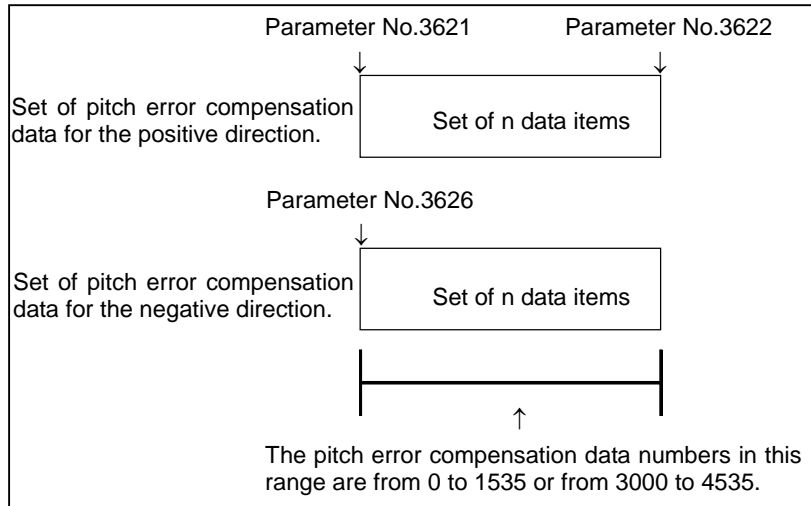 Parameter No.3621
Parameter No.3622
↓
↓
Set of pitch error compensation
data for the positive direction.
Set of n data items
Parameter No.3626
↓
Set of pitch error compensation
data for the negative direction.
Set of n data items
↑
The pitch error compensation data numbers in this
range are from 0 to 1535 or from 3000 to 4535.